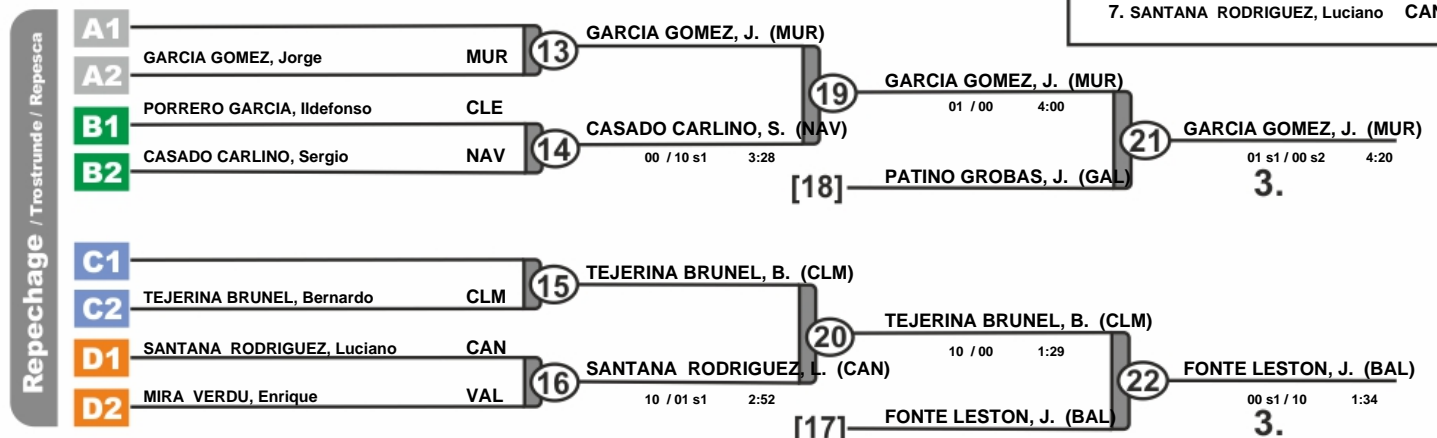 7. SANTANA RODRIGUEZ, Luciano CAN
Repechage / Trostrunde / Repesca
A1
GARCIA GOMEZ, J. (MUR)
GARCIA GOMEZ, Jorge MUR
13
A2
GARCIA GOMEZ, J. (MUR)
19
01 / 00 4:00
PORRERO GARCIA, Ildefonso CLE
B1
CASADO CARLINO, S. (NAV)
21
GARCIA GOMEZ, J. (MUR)
CASADO CARLINO, Sergio NAV
14
00 / 10 s1 3:28
01 s1 / 00 s2 4:20
B2
[18]
PATINO GROBAS, J. (GAL)
3.
C1
TEJERINA BRUNEL, B. (CLM)
15
TEJERINA BRUNEL, Bernardo CLM
C2
TEJERINA BRUNEL, B. (CLM)
20
10 / 00 1:29
SANTANA RODRIGUEZ, Luciano CAN
D1
SANTANA RODRIGUEZ, L. (CAN)
22
FONTE LESTON, J. (BAL)
16
MIRA VERDU, Enrique VAL
10 / 01 s1 2:52
00 s1 / 10 1:34
D2
[17]
FONTE LESTON, J. (BAL)
3.